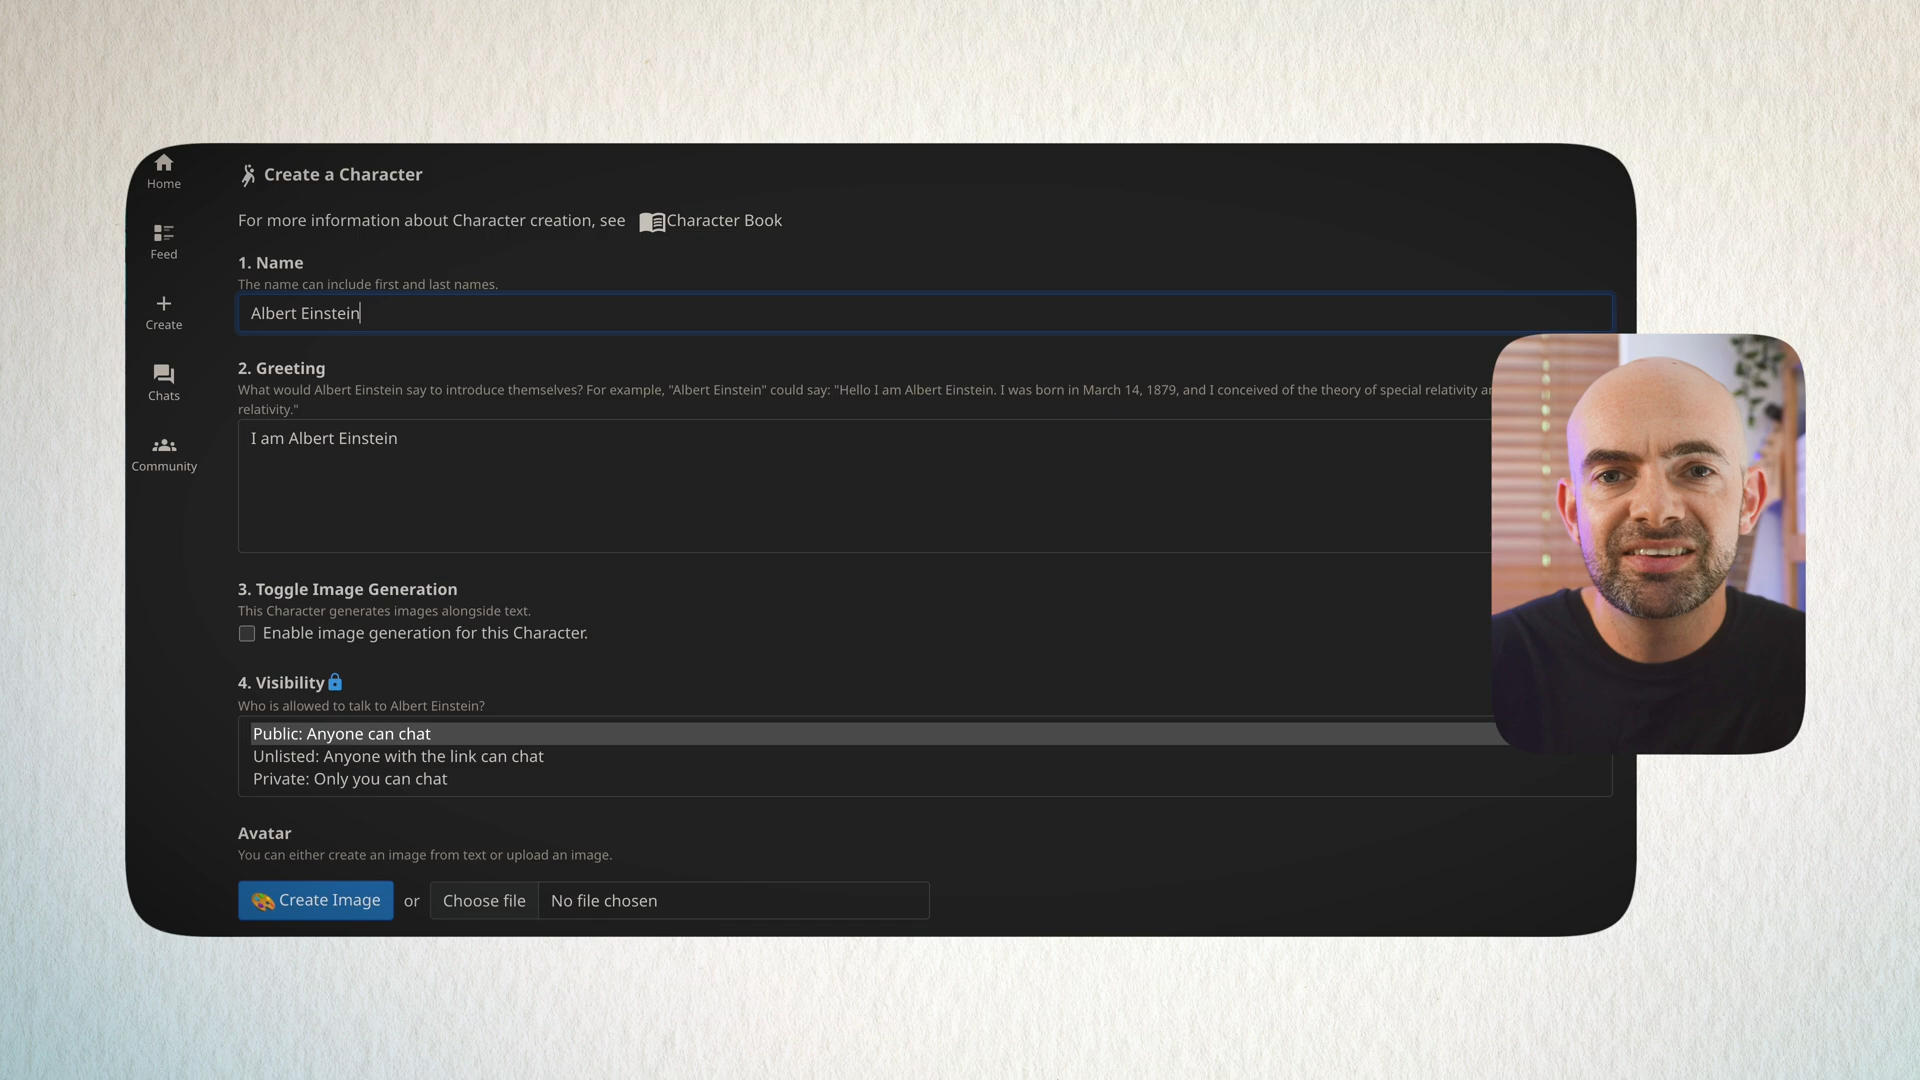 Home
Feed
Create
Chats
Community
Create a Character
For more information about Character creation, see Character Book
1. Name
The name can include first and last names.
Albert Einstein
2. Greeting
What would Albert Einstein say to introduce themselves? For example, "Albert Einstein" could say: "Hello I am Albert Einstein. I was born in March 14, 1879, and I conceived of the theory of special relativity
relativity."
I am Albert Einstein
3. Toggle Image Generation
This Character generates images alongside text.
Enable image generation for this Character.
4. Visibility
Who is allowed to talk to Albert Einstein?
Public: Anyone can chat
Unlisted: Anyone with the link can chat
Private: Only you can chat
Avatar
You can either create an image from text or upload an image.
Create Image or Choose file No file chosen